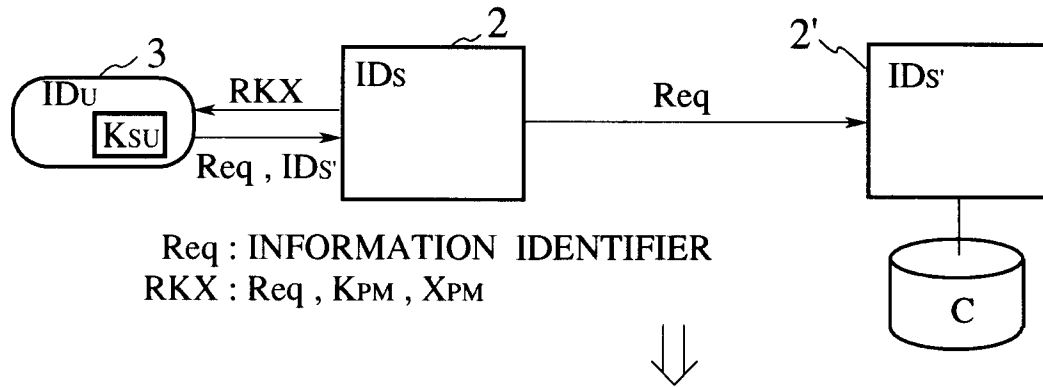 3
2
2'
IDU
KSU
RKX
Req , IDS'
IDS
Req
IDS'
Req : INFORMATION IDENTIFIER
RKX : Req , KPM , XPM
C